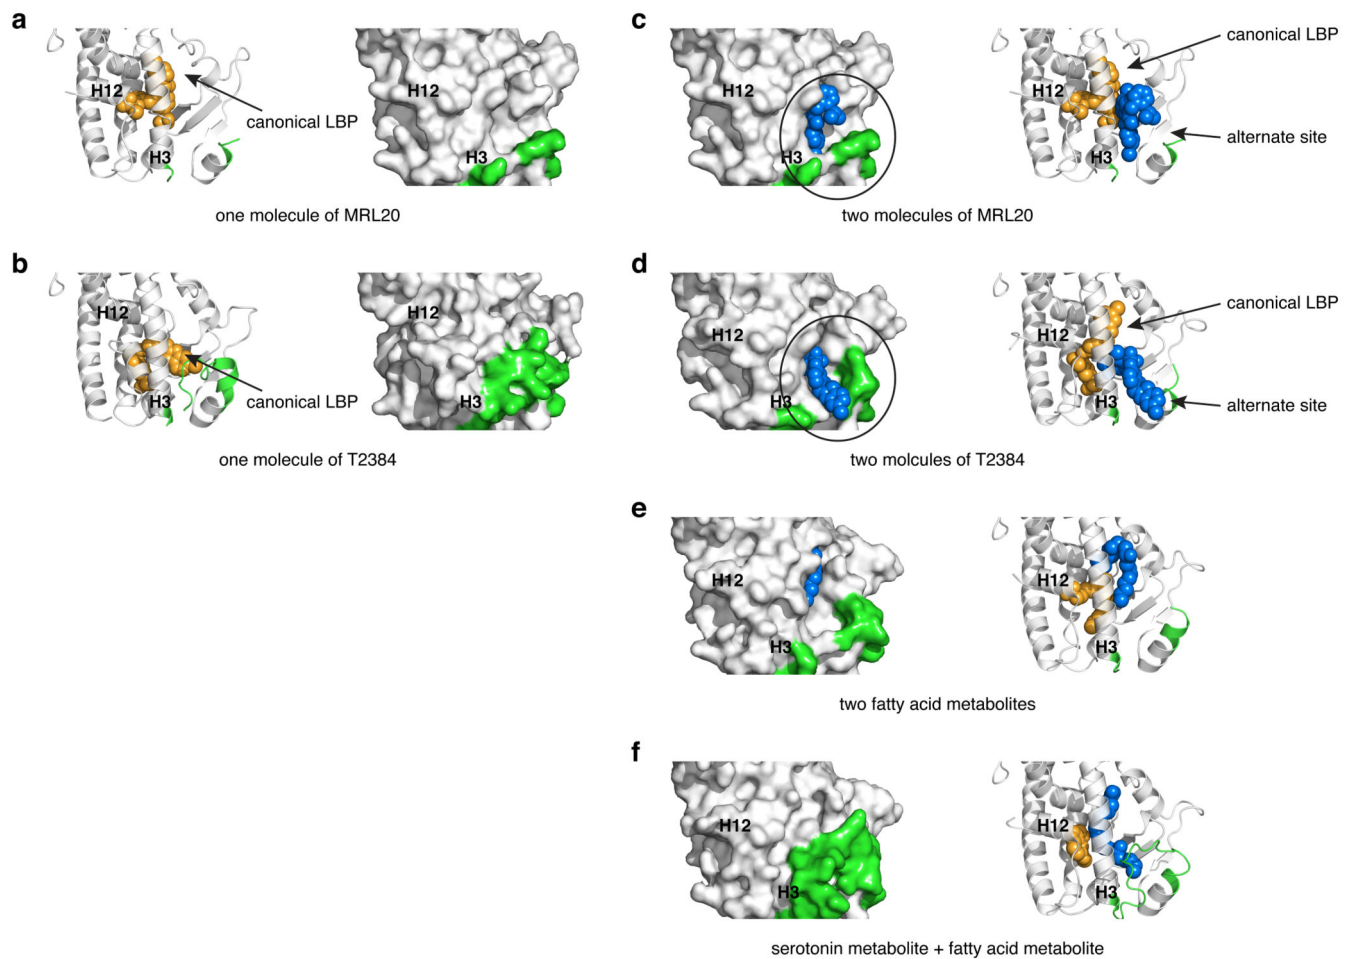 a
H12
H3
canonical LBP
H12
H3
one molecule of MRL20
b
H12
H3
canonical LBP
H12
H3
one molecule of T2384
c
H12
H3
H12
H3
canonical LBP
alternate site
two molecules of MRL20
d
H12
H3
H12
H3
canonical LBP
alternate site
two molcules of T2384
e
H12
H3
H12
H3
two fatty acid metabolites
f
H12
H3
H12
H3
serotonin metabolite + fatty acid metabolite